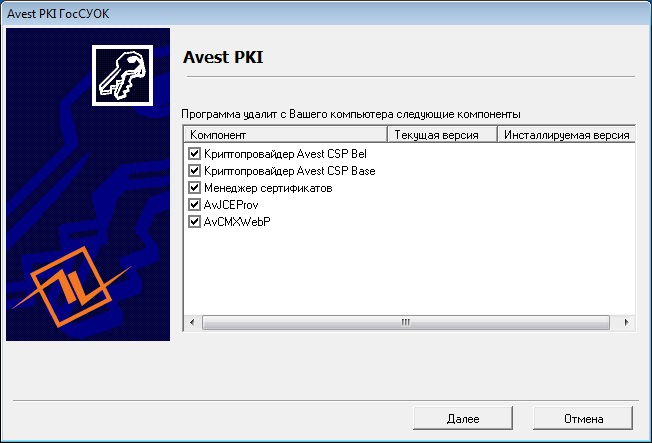 Avest PKI ГосСУОК
Avest PKI
Программа удалит с Вашего компьютера следующие компоненты
Компонент Текущая версия Инсталлируемая версия
Криптопровайдер Avest CSP Bel
Криптопровайдер Avest CSP Base
Менеджер сертификатов
AvJCEProv
AvCMXWebP
Далее Отмена